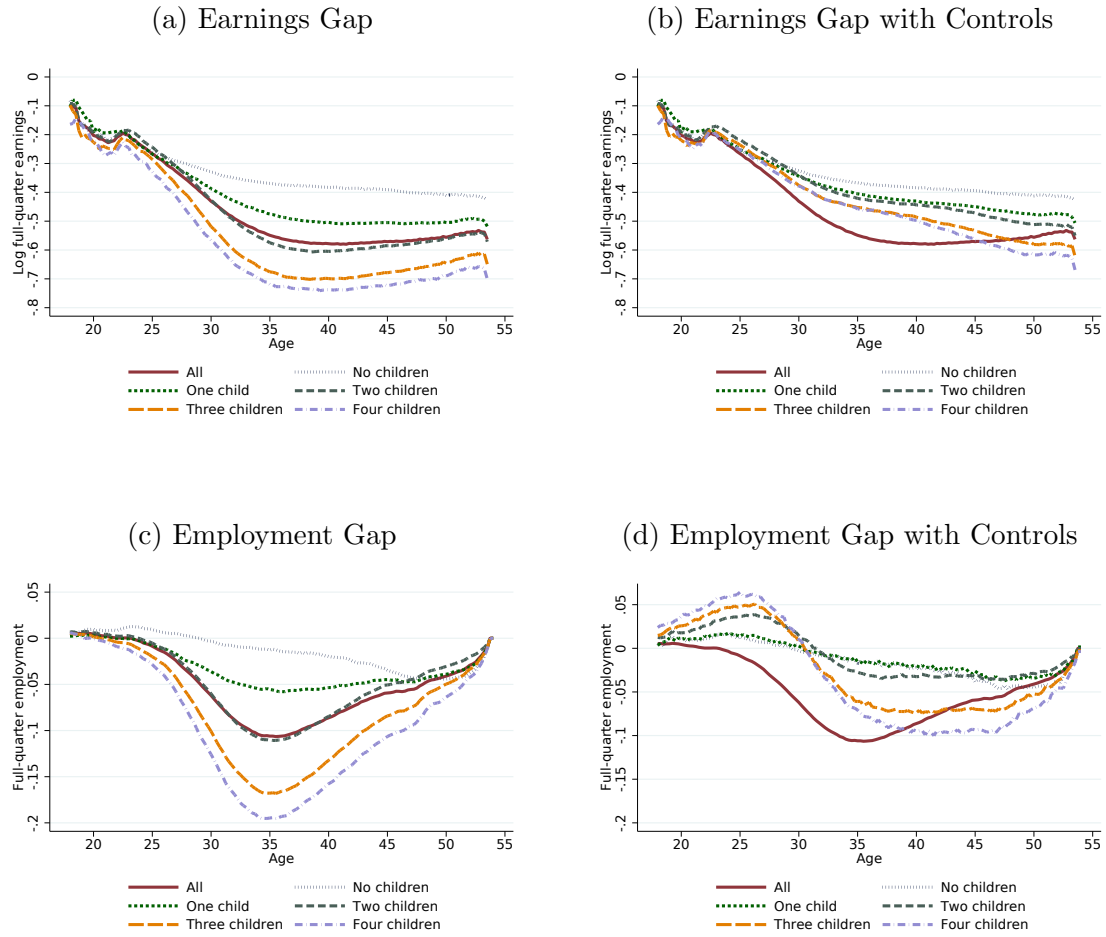 (a) Earnings Gap
Log full-quarter earnings
0
-.1
-.2
-.3
-.4
-.5
-.6
-.7
-.8
20 25 30 35 40 45 50 55
Age
All No children
One child Two children
Three children Four children
(b) Earnings Gap with Controls
Log full-quarter earnings
0
-.1
-.2
-.3
-.4
-.5
-.6
-.7
-.8
20 25 30 35 40 45 50 55
Age
All No children
One child Two children
Three children Four children
(c) Employment Gap
Full-quarter employment
.05
0
-.05
-.1
-.15
-.2
20 25 30 35 40 45 50 55
Age
All No children
One child Two children
Three children Four children
(d) Employment Gap with Controls
Full-quarter employment
.05
0
-.05
-.1
-.15
-.2
20 25 30 35 40 45 50 55
Age
All No children
One child Two children
Three children Four children